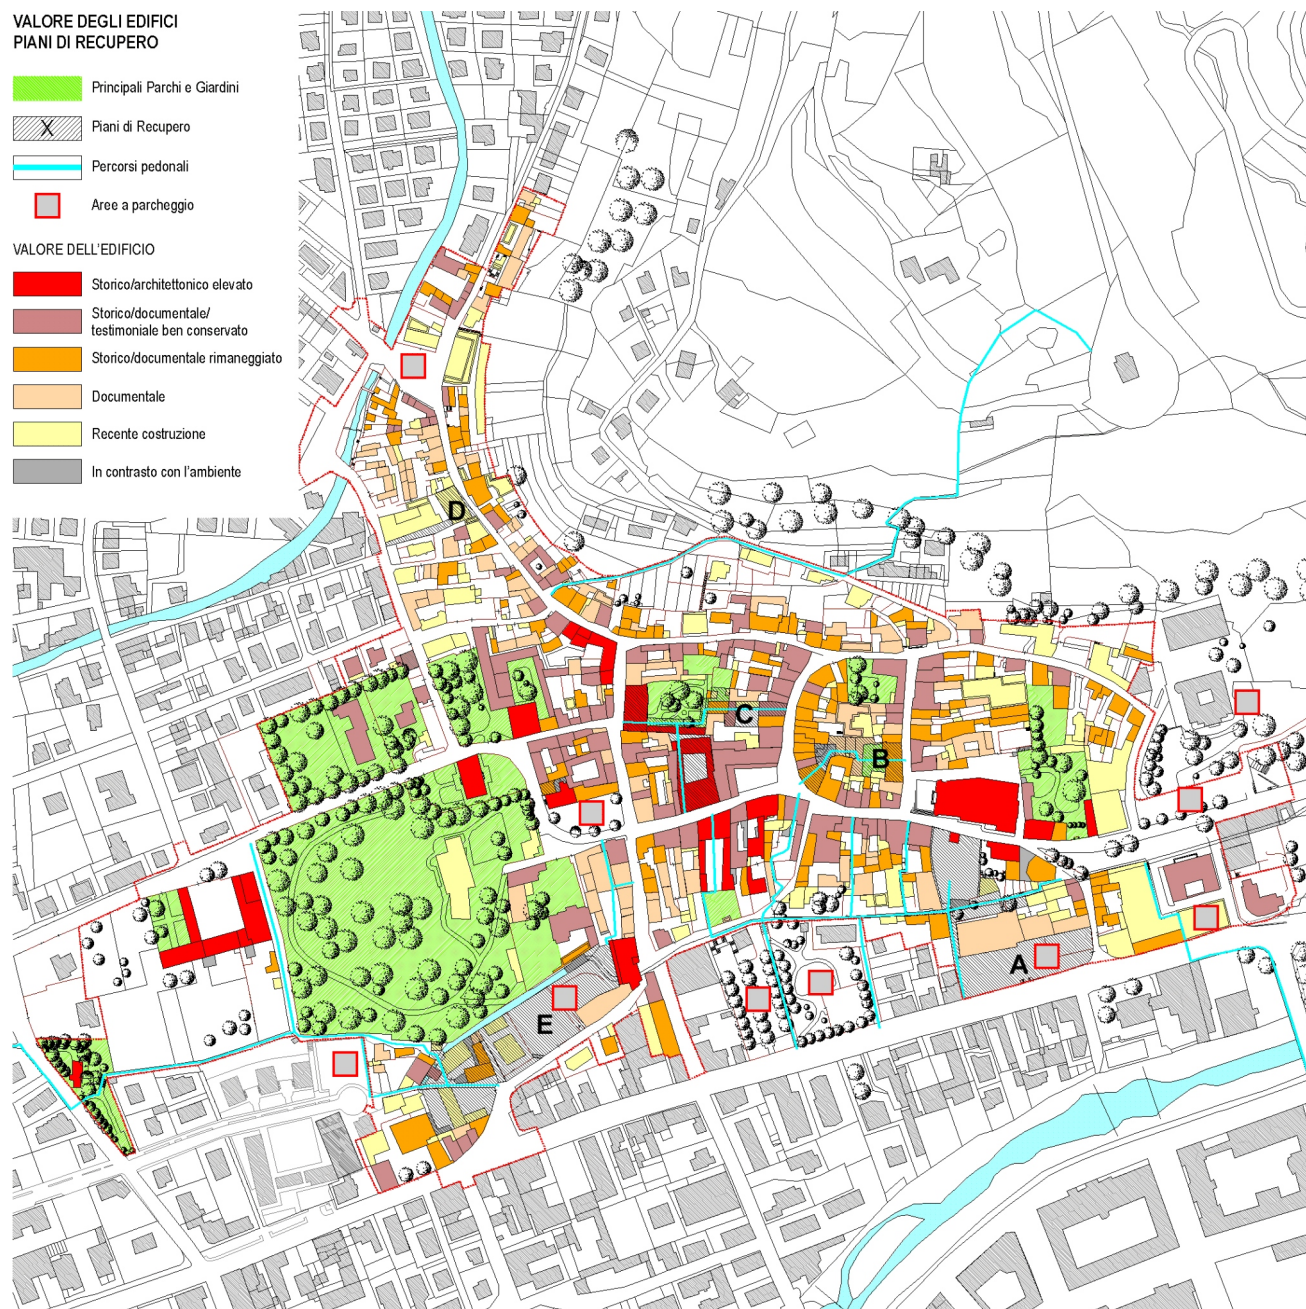 VALORE DEGLI EDIFICI
PIANI DI RECUPERO
Principali Parchi e Giardini
X
Piani di Recupero
Percorsi pedonali
Aree a parcheggio
VALORE DELL'EDIFICIO
Storico/architettonico elevato
Storico/documentale/
testimoniale ben conservato
Storico/documentale rimaneggiato
Documentale
Recente costruzione
In contrasto con l'ambiente
D
C
B
A
E